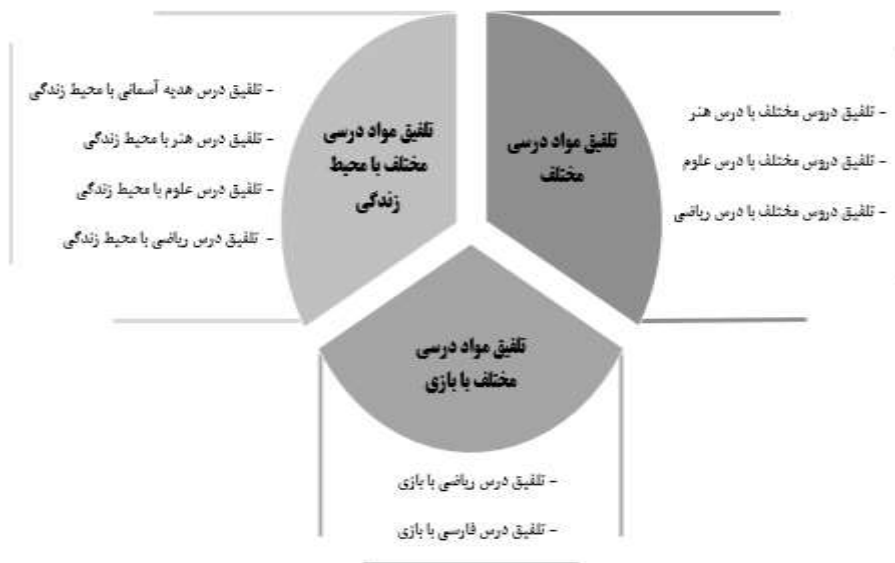 تلفیق مواد درسی
مختلف
- تلفیق دروس مختلف با درس هنر
- تلفیق دروس مختلف با درس علوم
- تلفیق دروس مختلف با درس ریاضی
تلفیق مواد درسی
مختلف با محیط
زندگی
- تلفیق درس هدیه آسمانی با محیط زندگی
- تلفیق درس هنر با محیط زندگی
- تلفیق درس علوم با محیط زندگی
- تلفیق درس ریاضی با محیط زندگی
تلفیق مواد درسی
مختلف با بازی
- تلفیق درس ریاضی با بازی
- تلفیق درس فارسی با بازی